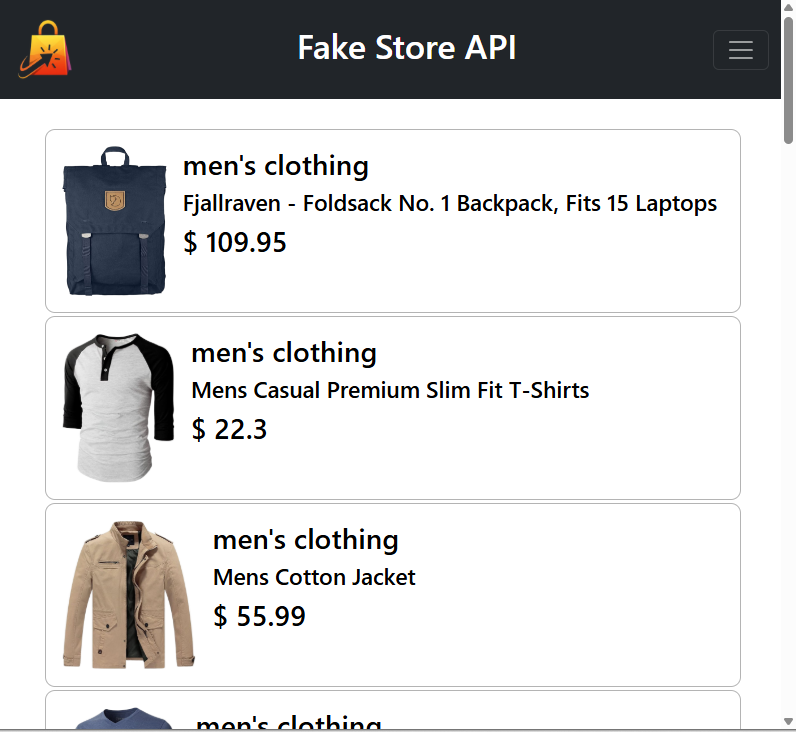 Fake Store API
men's clothing
Fjallraven - Foldsack No. 1 Backpack, Fits 15 Laptops
$ 109.95
men's clothing
Mens Casual Premium Slim Fit T-Shirts
$ 22.3
men's clothing
Mens Cotton Jacket
$ 55.99
men's clothing